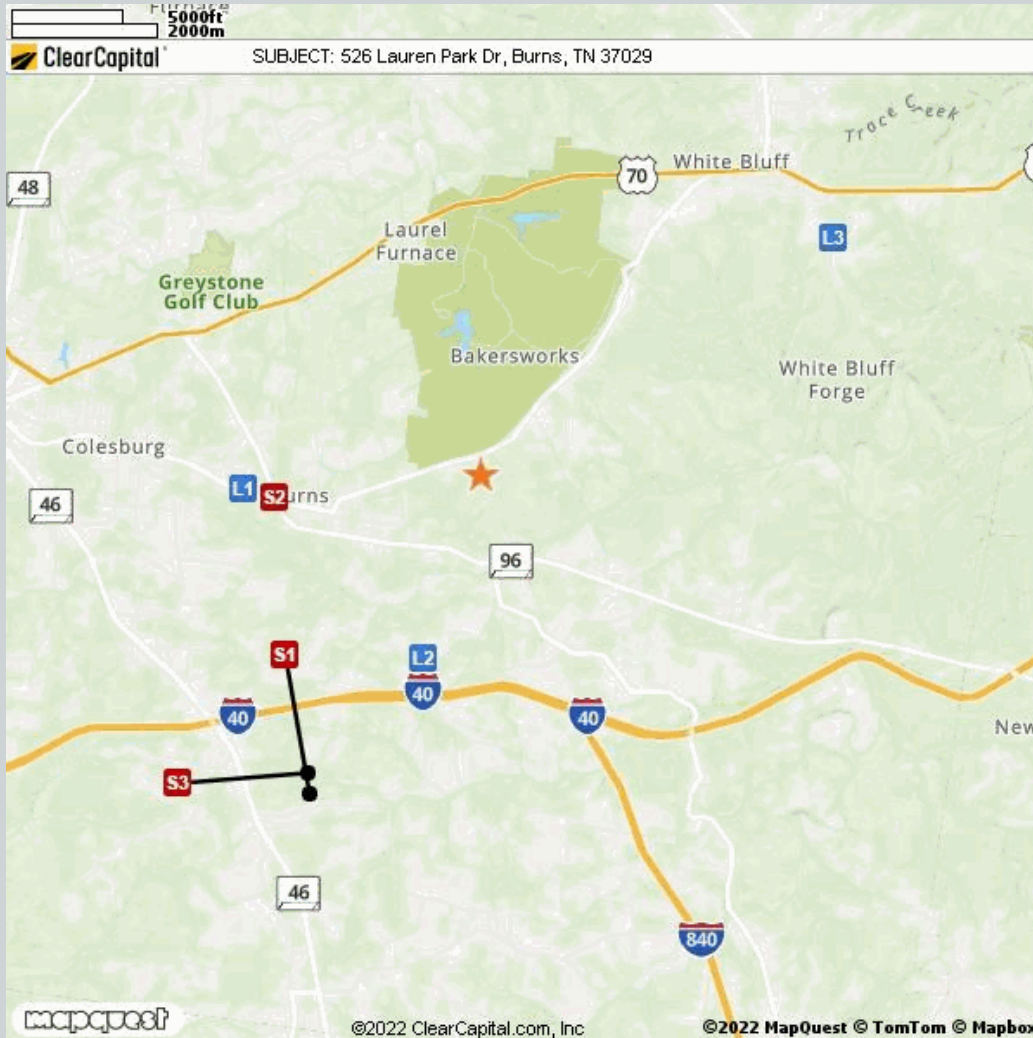 Furnace
5000ft
2000m
ClearCapital
SUBJECT: 526 Lauren Park Dr, Burns, TN 37029
Trace Creek
White Bluff
70
48
L3
Laurel
Furnace
Greystone
Golf Club
Bakersworks
White Bluff
Forge
Colesburg
L1
S2
urns
46
96
S1
L2
40
40
40
New
S3
46
840
mapquest
©2022 ClearCapital.com, Inc
©2022 MapQuest © TomTom © Mapbox